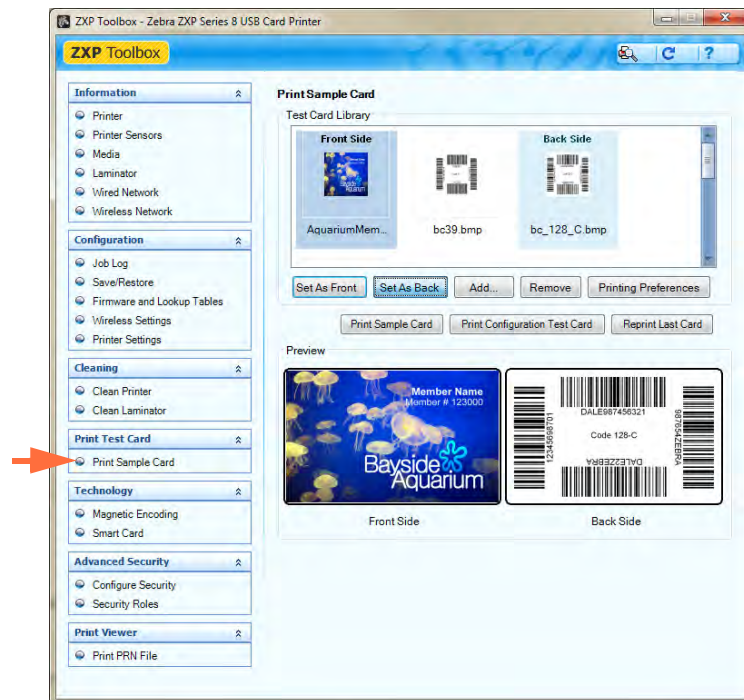 ZXP Toolbox - Zebra ZXP Series 8 USB Card Printer
ZXP Toolbox
?
Information
Printer
Printer Sensors
Media
Laminator
Wired Network
Wireless Network
Configuration
Job Log
Save/Restore
Firmware and Lookup Tables
Wireless Settings
Printer Settings
Cleaning
Clean Printer
Clean Laminator
Print Test Card
Print Sample Card
Technology
Magnetic Encoding
Smart Card
Advanced Security
Configure Security
Security Roles
Print Viewer
Print PRN File
Print Sample Card
Test Card Library
Front Side
Back Side
Bayside
Aquarium
AquariumMem...
bc39.bmp
bc_128_C.bmp
Set As Front
Set As Back
Add...
Remove
Printing Preferences
Print Sample Card
Print Configuration Test Card
Reprint Last Card
Preview
Member Name
Member # 123000
Bayside
Aquarium
Front Side
DALE987456321
12345698701
Code 128-C
987654ZEBRA
DALE2ZEBRA
Back Side